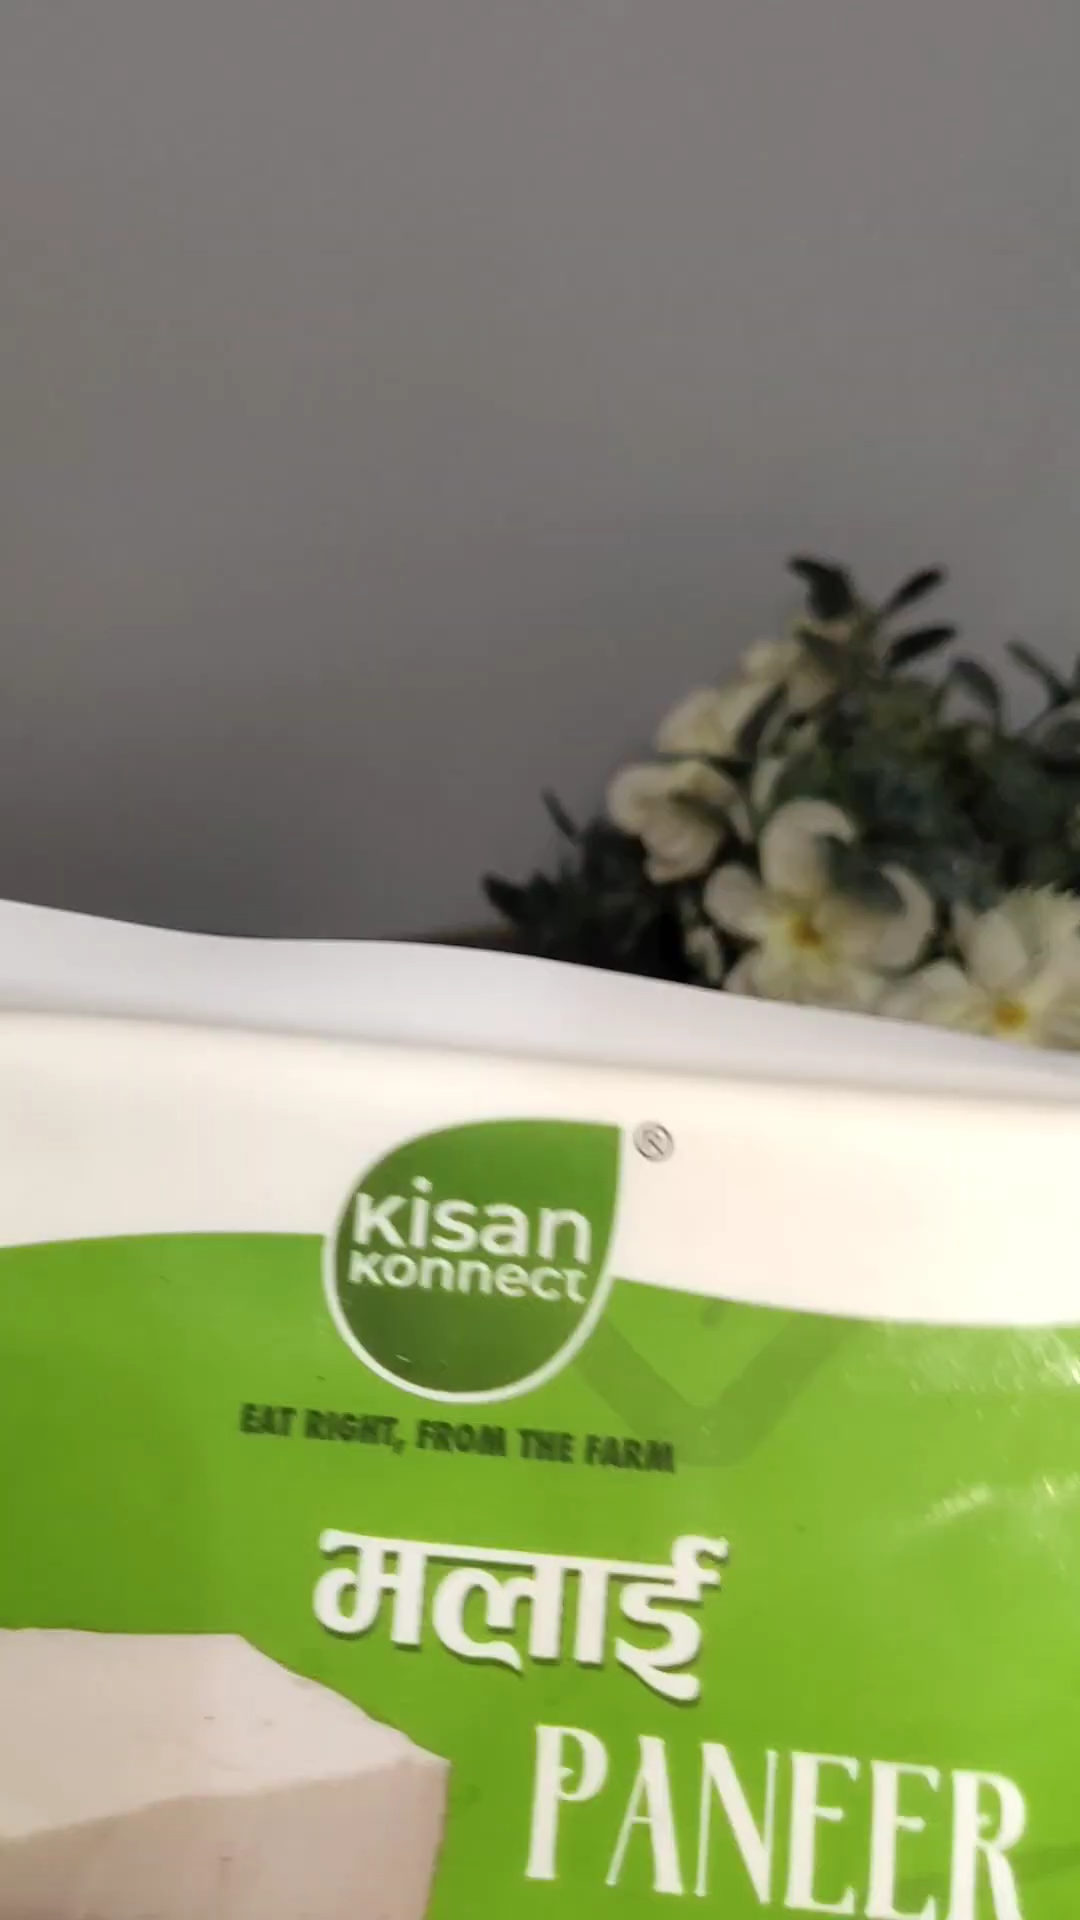 Kisan
Konnect
®
EAT RIGHT, FROM THE FARM
मलाई
PANEER